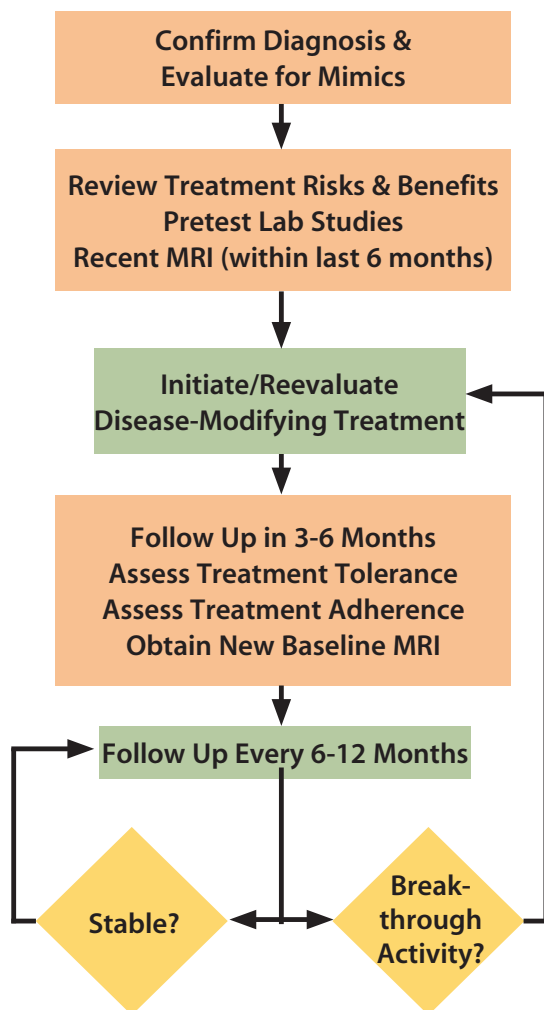 Confirm Diagnosis &
Evaluate for Mimics
Review Treatment Risks & Benefits
Pretest Lab Studies
Recent MRI (within last 6 months)
Initiate/Reevaluate
Disease-Modifying Treatment
Follow Up in 3-6 Months
Assess Treatment Tolerance
Assess Treatment Adherence
Obtain New Baseline MRI
Follow Up Every 6-12 Months
Stable?
Break-
through
Activity?